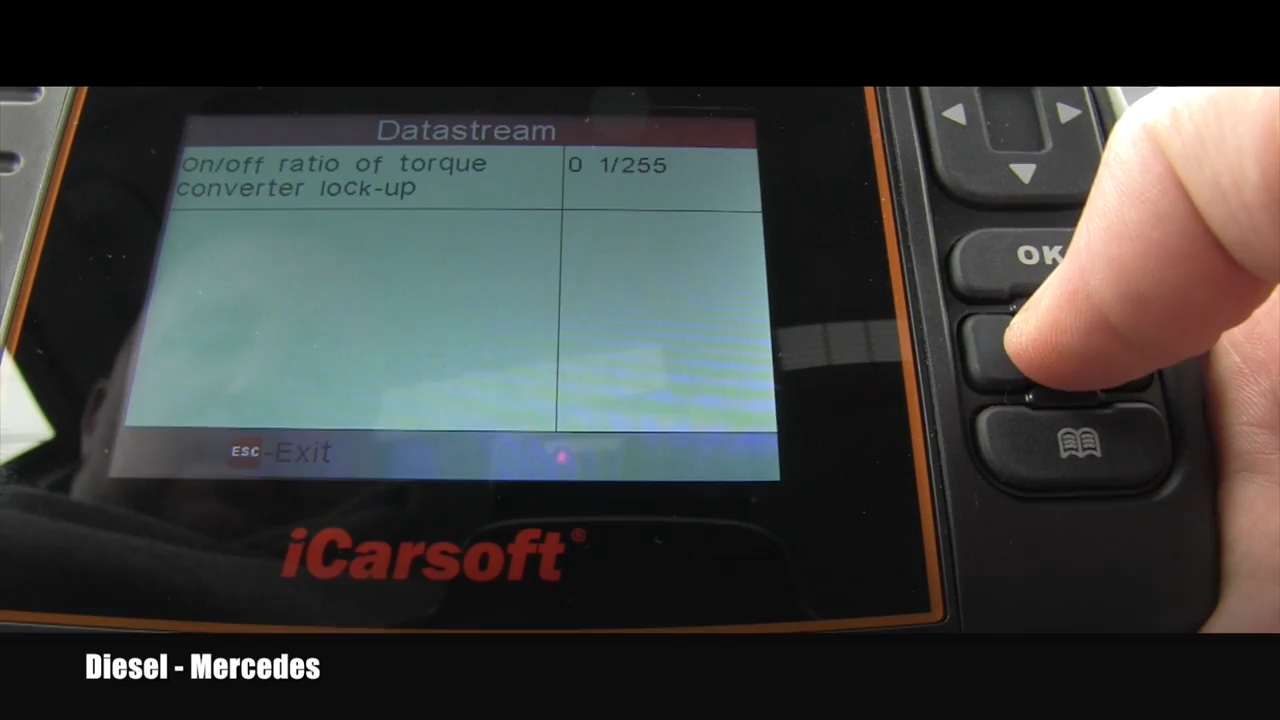 Datastream
On/off ratio of torque
converter lock-up
0 1/255
OK
ESC -Exit
iCarsoft®
Diesel - Mercedes